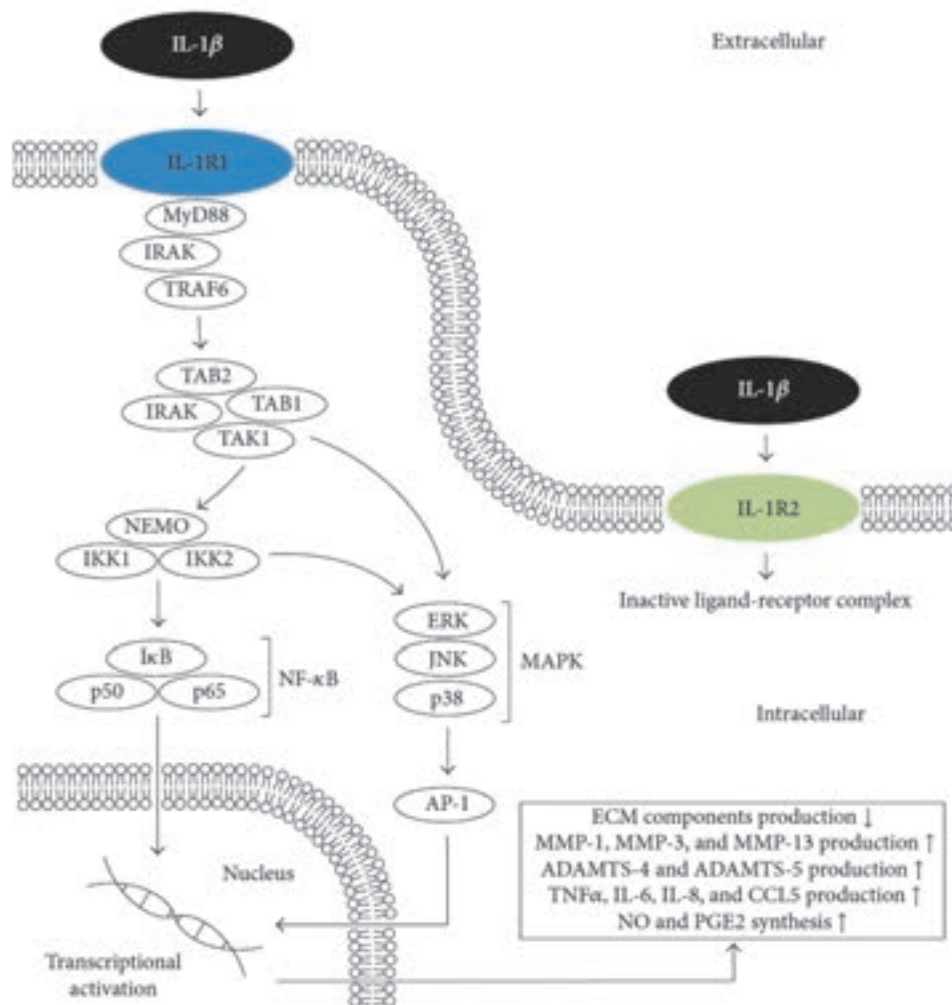 IL-1β
Extracellular
IL-1R1
MyD88
IRAK
TRAF6
TAB2
IRAK
TAB1
TAK1
IL-1β
IL-1R2
Inactive ligand-receptor complex
NEMO
IKK1
IKK2
ERK
JNK
p38
MAPK
IκB
p50
p65
NF-κB
Intracellular
AP-1
Nucleus
Transcriptional
activation
ECM components production ↓
MMP-1, MMP-3, and MMP-13 production ↑
ADAMTS-4 and ADAMTS-5 production ↑
TNFα, IL-6, IL-8, and CCL5 production ↑
NO and PGE2 synthesis ↑